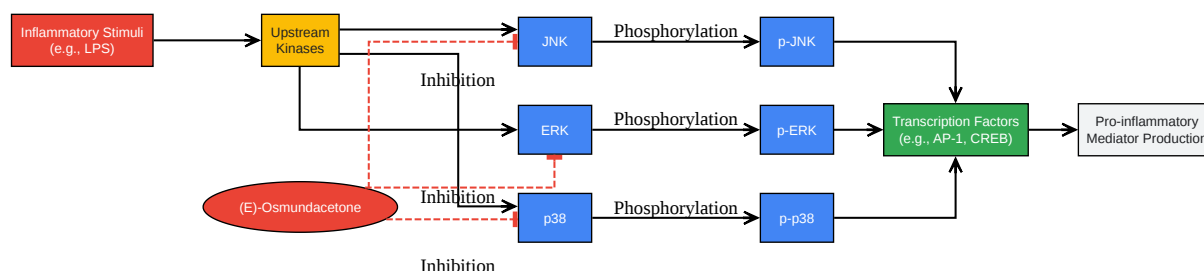 Inflammatory Stimuli
(e.g., LPS)
Upstream
Kinases
JNK
Phosphorylation
p-JNK
Inhibition
ERK
Phosphorylation
p-ERK
Transcription Factors
(e.g., AP-1, CREB)
Pro-inflammatory
Mediator Production
(E)-Osmundacetone
Inhibition
p38
Phosphorylation
p-p38
Inhibition